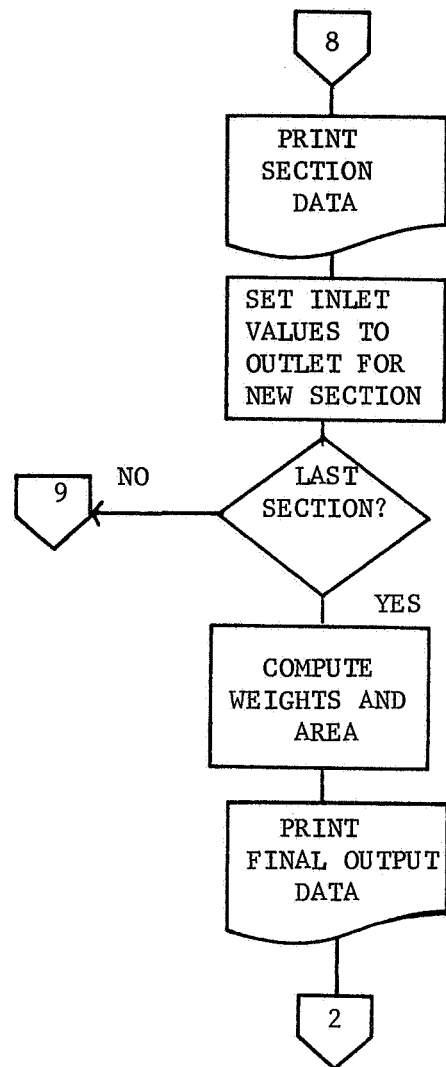 8
PRINT
SECTION
DATA
SET INLET
VALUES TO
OUTLET FOR
NEW SECTION
LAST
SECTION?
NO
9
YES
COMPUTE
WEIGHTS AND
AREA
PRINT
FINAL OUTPUT
DATA
2